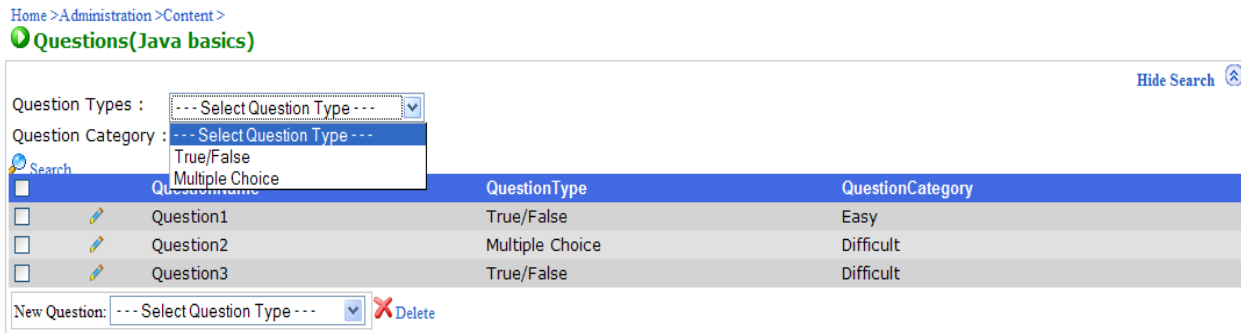 Home >Administration >Content >
Questions(Java basics)
Hide Search
Question Types :
- - - Select Question Type - - -
Question Category :
- - - Select Question Type - - -
True/False
Multiple Choice
Search
QuestionName QuestionType QuestionCategory
Question1 True/False Easy
Question2 Multiple Choice Difficult
Question3 True/False Difficult
New Question: - - - Select Question Type - - - Delete